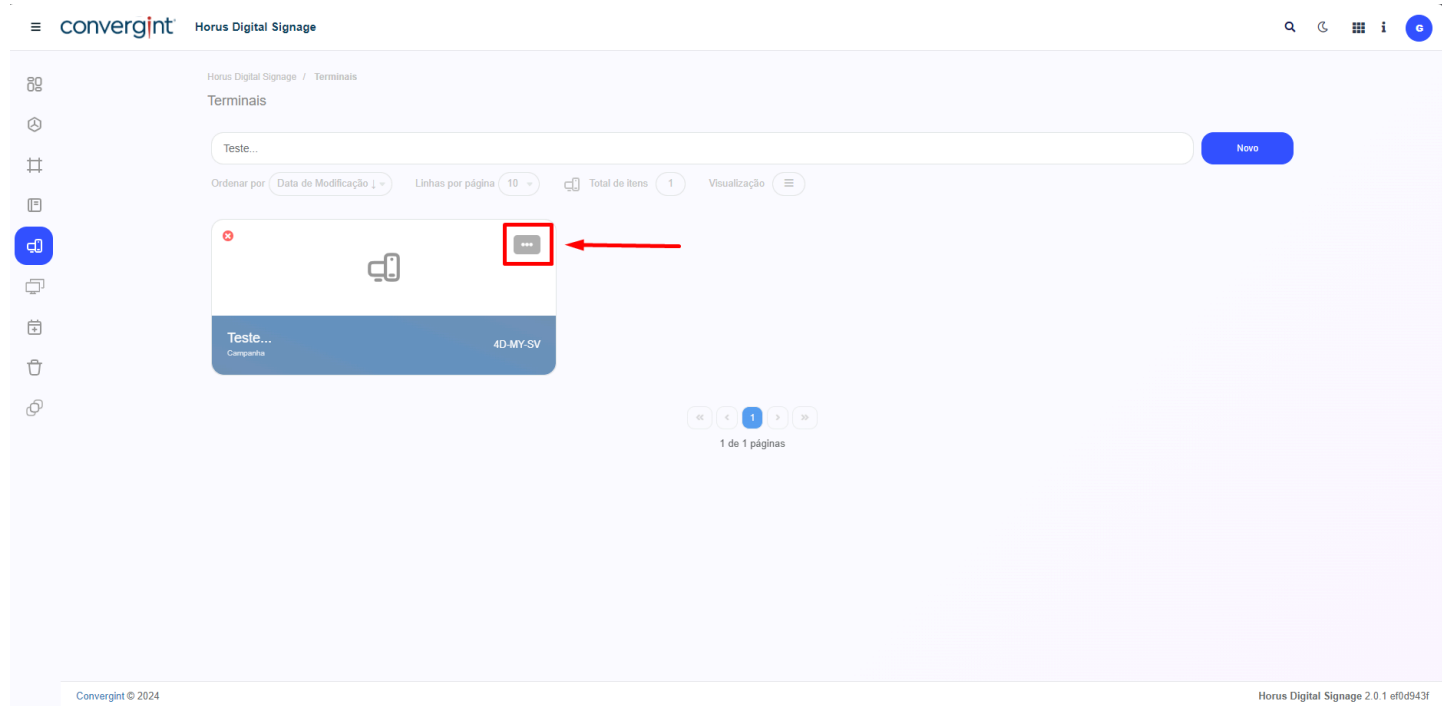 convergint Horus Digital Signage G
Horus Digital Signage / Terminais
Terminais
Teste... Novo
Ordenar por Data de Modificação ↓ Linhas por página 10 Total de itens 1 Visualização
Teste... 4D-MY-SV
Campanha
« ‹ 1 › »
1 de 1 páginas
Convergint © 2024 Horus Digital Signage 2.0.1 ef0d943f